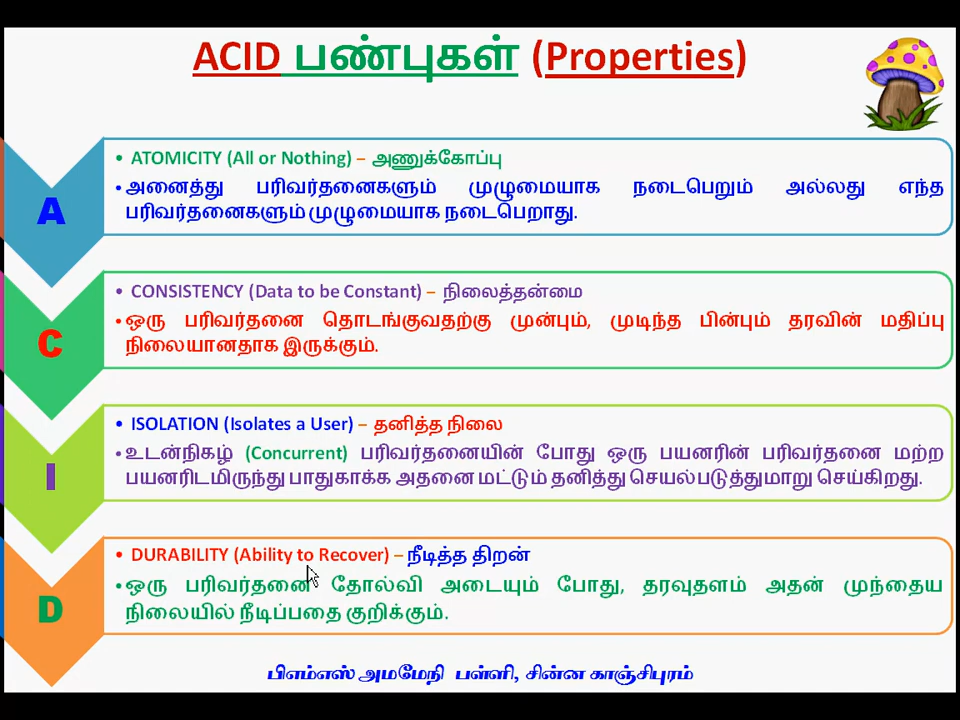 ACID பண்புகள் (Properties)
A
• ATOMICITY (All or Nothing) – அணுக்கோப்பு
• அனைத்து பரிவர்தனைகளும் முழுமையாக நடைபெறும் அல்லது எந்த
பரிவர்தனைகளும் முழுமையாக நடைபெறாது.
C
• CONSISTENCY (Data to be Constant) – நிலைத்தன்மை
• ஒரு பரிவர்தனை தொடங்குவதற்கு முன்பும், முடிந்த பின்பும் தரவின் மதிப்பு
நிலையானதாக இருக்கும்.
I
• ISOLATION (Isolates a User) – தனித்த நிலை
• உடன்நிகழ் (Concurrent) பரிவர்தனையின் போது ஒரு பயனரின் பரிவர்தனை மற்ற
பயனரிடமிருந்து பாதுகாக்க அதனை மட்டும் தனித்து செயல்படுத்துமாறு செய்கிறது.
D
• DURABILITY (Ability to Recover) – நீடித்த திறன்
• ஒரு பரிவர்தனை தோல்வி அடையும் போது, தரவுதளம் அதன் முந்தைய
நிலையில் நீடிப்பதை குறிக்கும்.
பிஎம்எஸ் அமமேநி பள்ளி, சின்ன காஞ்சிபுரம்